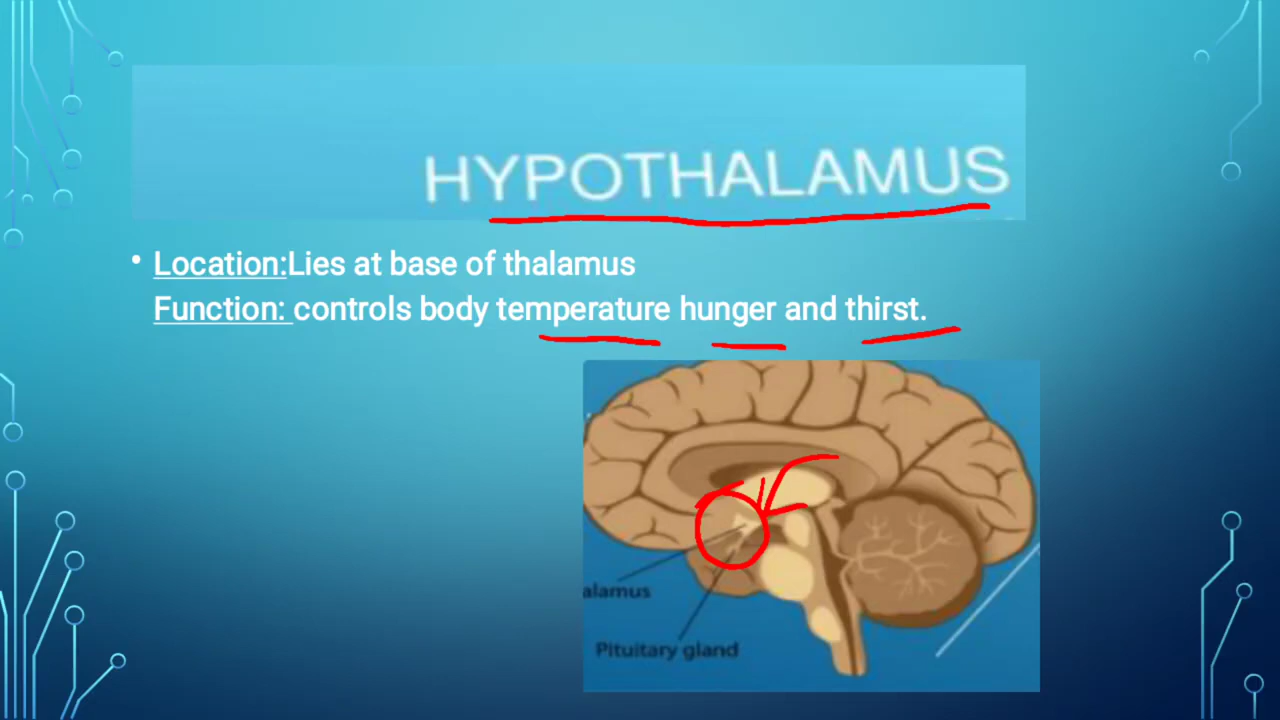 HYPOTHALAMUS
• Location:Lies at base of thalamus
Function: controls body temperature hunger and thirst.
alamus
Pituitary gland